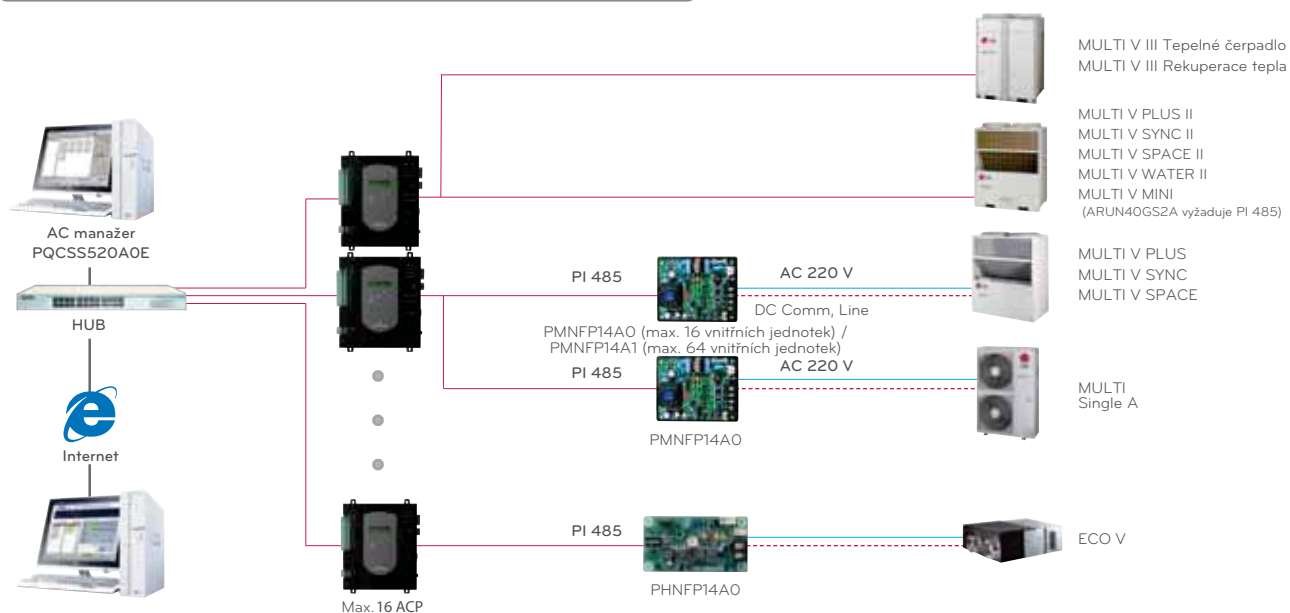 MULTI V III Tepelné čerpadlo
MULTI V III Rekuperace tepla
MULTI V PLUS II
MULTI V SYNC II
MULTI V SPACE II
MULTI V WATER II
MULTI V MINI
(ARUN40GS2A vyžaduje PI 485)
AC manažer
PQCSS520A0E
HUB
PI 485
AC 220 V
DC Comm, Line
MULTI V PLUS
MULTI V SYNC
MULTI V SPACE
PMNFP14A0 (max. 16 vnitřních jednotek) /
PMNFP14A1 (max. 64 vnitřních jednotek)
PI 485
AC 220 V
MULTI
Single A
PMNFP14A0
Internet
PI 485
ECO V
PHNFP14A0
Max. 16 ACP